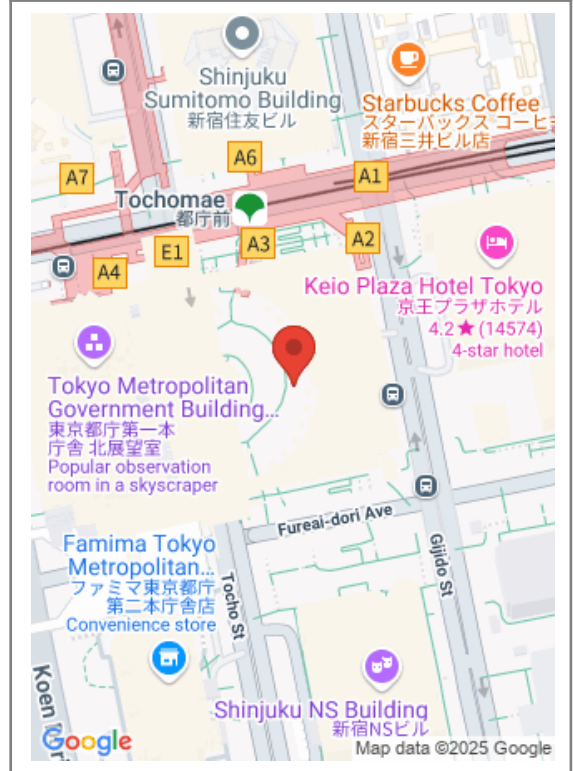 Shinjuku
Sumitomo Building
新宿住友ビル
Starbucks Coffee
スターバックス コーヒー
新宿三井ビル店
A6
A7
A1
Tochomae
都庁前
E1
A3
A2
A4
Keio Plaza Hotel Tokyo
京王プラザホテル
4.2★(14574)
4-star hotel
Tokyo Metropolitan
Government Building...
東京都庁第一本
庁舎 北展望室
Popular observation
room in a skyscraper
Fureai-dori Ave
Famima Tokyo
Metropolitan...
ファミマ東京都庁
第二本庁舎店
Convenience store
Tocho St
Gijido St
Koen
Shinjuku NS Building
新宿NSビル
Google
Map data ©2025 Google